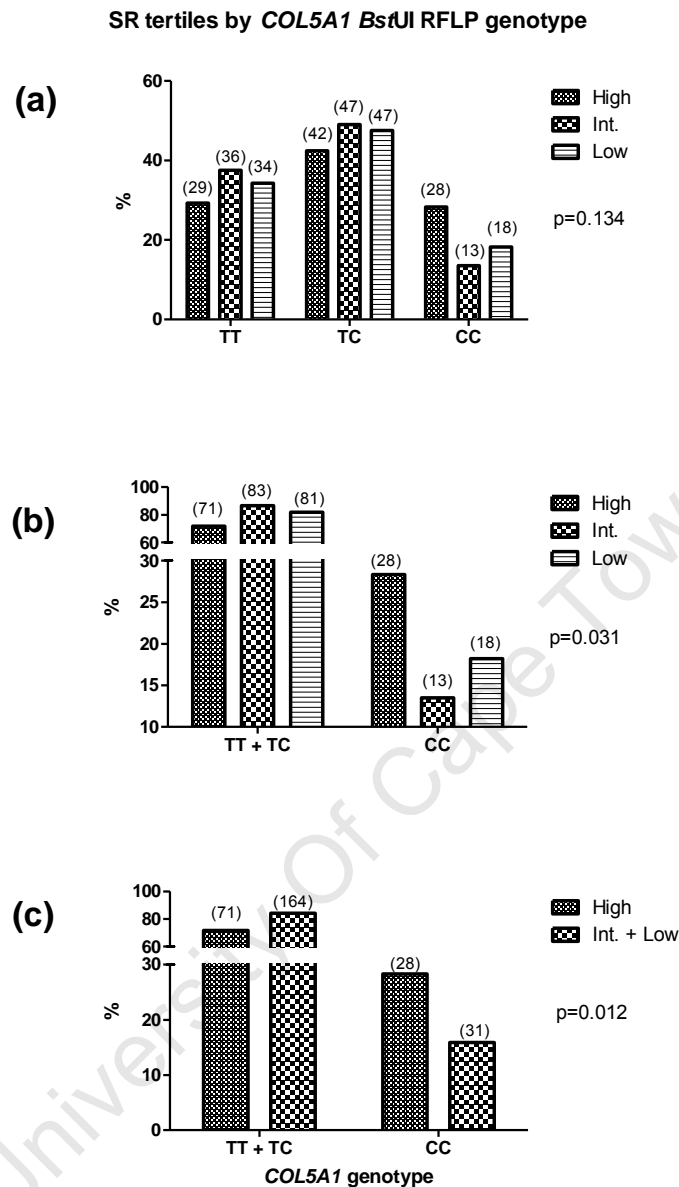 SR tertiles by COL5A1 BstUI RFLP genotype
(a)
60
40
20
0
%
(29)
(36)
(34)
(42)
(47)
(47)
(28)
(13)
(18)
TT
TC
CC
High
Int.
Low
p=0.134
(b)
100
80
60
30
25
20
15
10
%
(71)
(83)
(81)
(28)
(13)
(18)
TT + TC
CC
High
Int.
Low
p=0.031
(c)
100
80
60
30
20
10
0
%
(71)
(164)
(28)
(31)
TT + TC
CC
COL5A1 genotype
High
Int. + Low
p=0.012
University Of Cape Tow